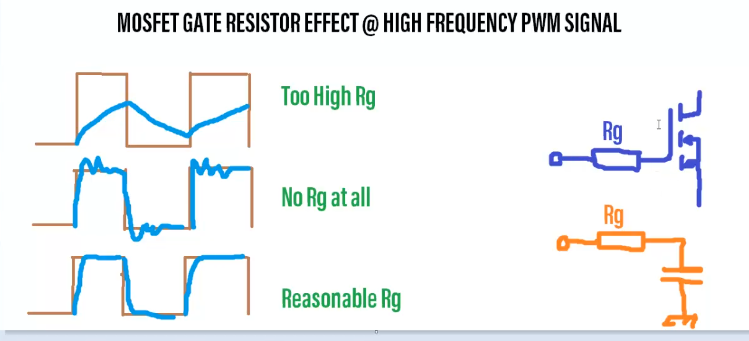 MOSFET GATE RESISTOR EFFECT @ HIGH FREQUENCY PWM SIGNAL
Too High Rg
Rg
No Rg at all
Rg
Reasonable Rg